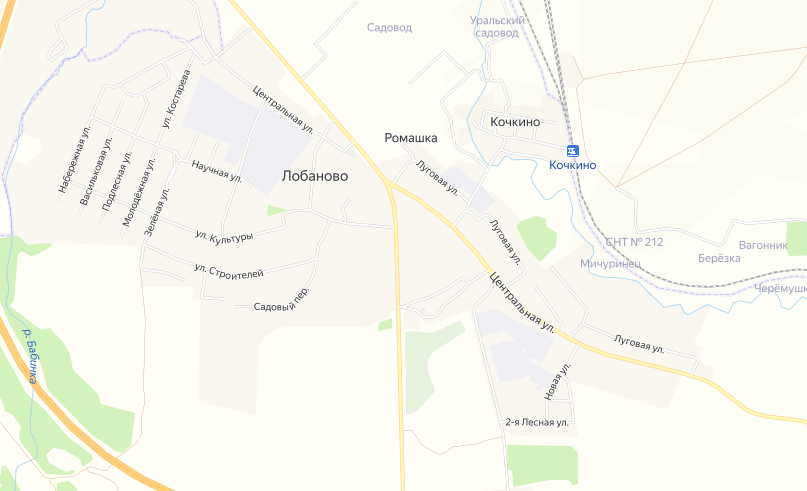 Уральский
садовод
Садовод
ул. Костарева
Центральная ул.
Кочкино
Ромашка
Набережная ул.
Васильковая ул.
Подлесная ул.
Молодёжная ул.
Зелёная ул.
Научная ул.
Лобаново
Луговая ул.
Кочкино
ул. Культуры
Луговая ул.
СНТ № 212
Вагонник
Берёзка
Мичуринец
ул. Строителей
Черёмушк
Садовый пер.
Центральная ул.
р. Бабинка
Луговая ул.
Новая ул.
2-я Лесная ул.